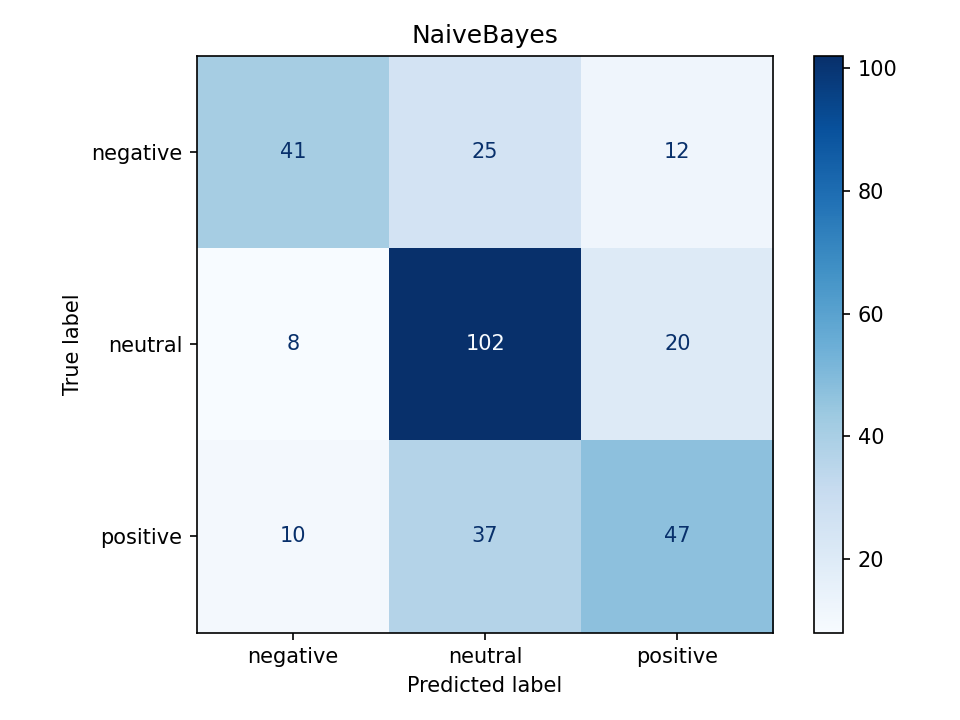 NaiveBayes
negative 41 25 12
neutral 8 102 20
positive 10 37 47
negative neutral positive
Predicted label
True label
100
80
60
40
20